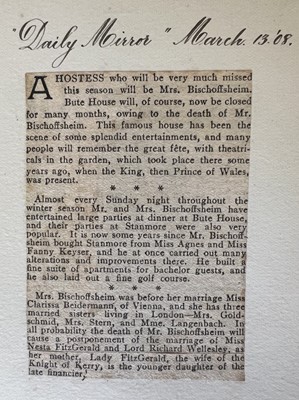 "Daily Mirror" March. 13. '08.
A HOSTESS who will be very much missed
this season will be Mrs. Bischoffsheim.
Bute House will, of course, now be closed
for many months, owing to the death of Mr.
Bischoffsheim. This famous house has been the
scene of some splendid entertainments, and many
people will remember the great fête, with theatri-
cals in the garden, which took place there some
years ago, when the King, then Prince of Wales,
was present.
* * *
Almost every Sunday night throughout the
winter season Mr. and Mrs. Bischoffsheim have
entertained large parties at dinner at Bute House,
and their parties at Stanmore were also very
popular. It is now some years since Mr. Bischoff-
sheim bought Stanmore from Miss Agnes and Miss
Fanny Keyser, and he at once carried out many
alterations and improvements there. He built a
fine suite of apartments for bachelor guests, and he
also laid out a fine golf course.
* * *
Mrs. Bischoffsheim was before her marriage Miss
Clarissa Beidermann, of Vienna, and she has three
married sisters living in London—Mrs. Gold-
schmid, Mrs. Stern, and Mme. Langenbach. In
all probability the death of Mr. Bischoffsheim will
cause a postponement of the marriage of Miss
Nesta FitzGerald and Lord Richard Wellesley, as
her mother, Lady FitzGerald, the wife of the
Knight of Kerry, is the younger daughter of the
late financier.